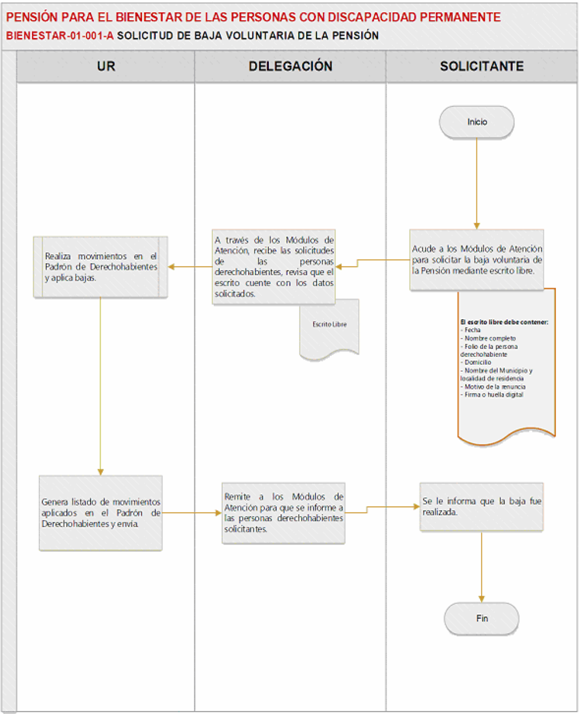 PENSIÓN PARA EL BIENESTAR DE LAS PERSONAS CON DISCAPACIDAD PERMANENTE
BIENESTAR-01-001-A SOLICITUD DE BAJA VOLUNTARIA DE LA PENSIÓN
UR
DELEGACIÓN
SOLICITANTE
Inicio
Acude a los Módulos de Atención
para solicitar la baja voluntaria de
la Pensión mediante escrito libre.
El escrito libre debe contener:
- Fecha
- Nombre completo
- Folio de la persona
derechohabiente
- Domicilio
- Nombre del Municipio y
localidad de residencia
- Motivo de la renuncia
- Firma o huella digital
A través de los Módulos de
Atención, recibe las solicitudes
de las personas
derechohabientes, revisa que el
escrito cuente con los datos
solicitados.
Escrito Libre
Realiza movimientos en el
Padrón de Derechohabientes
y aplica bajas.
Genera listado de movimientos
aplicados en el Padrón de
Derechohabientes y envía.
Remite a los Módulos de
Atención para que se informe a
las personas derechohabientes
solicitantes.
Se le informa que la baja fue
realizada.
Fin